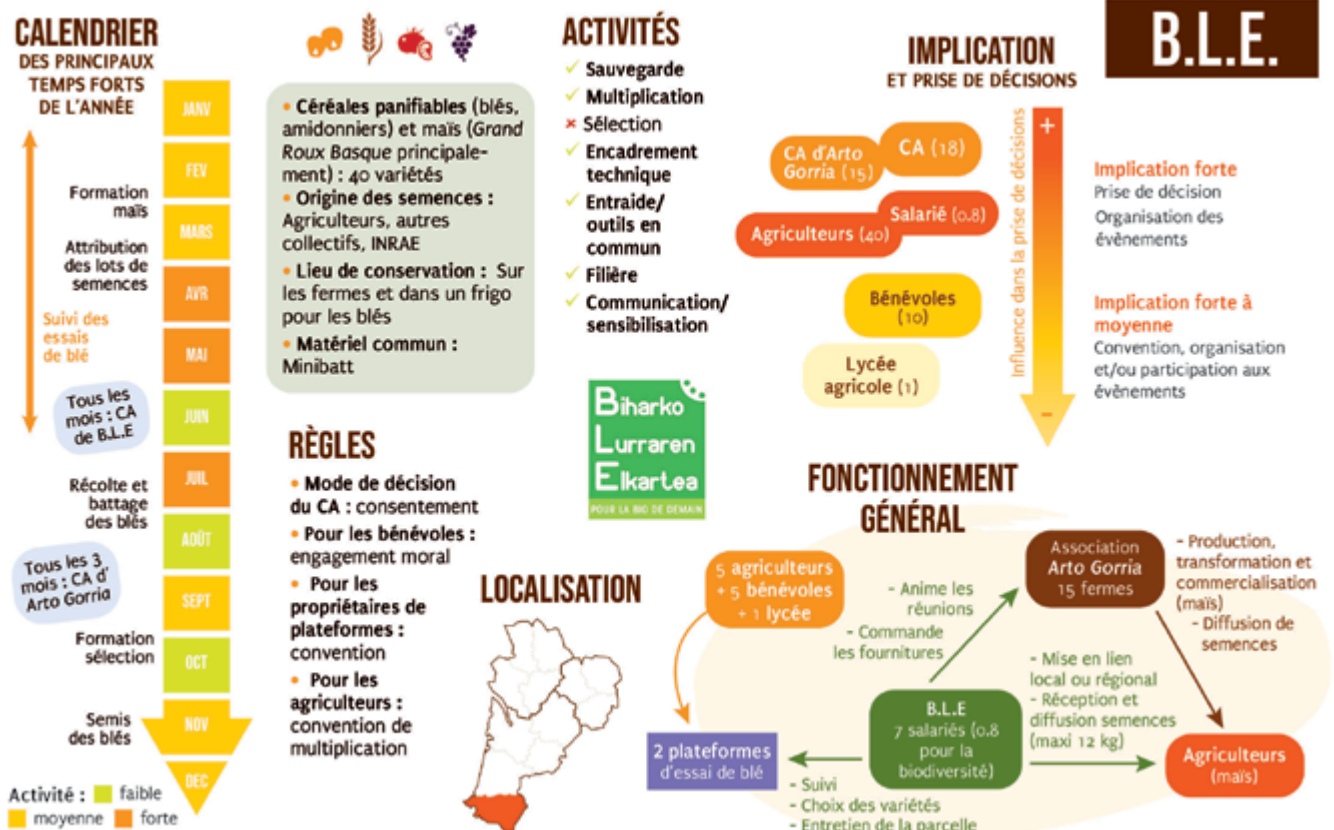 CALENDRIER
DES PRINCIPAUX
TEMPS FORTS
DE L'ANNÉE
JANV
FEV
MARS
AVR
MAI
JUIN
JUIL
AOÛT
SEPT
OCT
NOV
DEC
Formation
maïs
Attribution
des lots de
semences
Suivi des
essais
de blé
Tous les
mois : CA
de B.L.E
Récolte et
battage
des blés
Tous les 3
mois : CA d'
Arto Gorria
Formation
sélection
Semis
des blés
Activité : faible
moyenne forte
• Céréales panifiables (blés,
amidonniers) et maïs (Grand
Roux Basque principale-
ment) : 40 variétés
• Origine des semences :
Agriculteurs, autres
collectifs, INRAE
• Lieu de conservation : Sur
les fermes et dans un frigo
pour les blés
• Matériel commun :
Minibatt
RÈGLES
• Mode de décision
du CA : consentement
• Pour les bénévoles :
engagement moral
• Pour les
propriétaires de
plateformes :
convention
• Pour les
agriculteurs :
convention de
multiplication
ACTIVITÉS
✓ Sauvegarde
✓ Multiplication
× Sélection
✓ Encadrement
technique
✓ Entraide/
outils en
commun
✓ Filière
✓ Communication/
sensibilisation
Biharko
Lurraren
Elkartea
POUR LA BIO DE DEMAIN
LOCALISATION
B.L.E.
IMPLICATION
ET PRISE DE DÉCISIONS
CA d'Arto
Gorria (15)
CA (18)
Salarié (0.8)
Agriculteurs (40)
Bénévoles
(10)
Lycée
agricole (1)
Influence dans la prise de décisions
+
-
Implication forte
Prise de décision
Organisation des
évènements
Implication forte à
moyenne
Convention, organisation
et/ou participation aux
évènements
FONCTIONNEMENT
GÉNÉRAL
5 agriculteurs
+ 5 bénévoles
+ 1 lycée
- Anime les
réunions
- Commande
les fournitures
Association
Arto Gorria
15 fermes
- Production,
transformation et
commercialisation
(maïs)
- Diffusion de
semences
- Mise en lien
local ou régional
- Réception et
diffusion semences
(maxi 12 kg)
B.L.E
7 salariés (0.8
pour la
biodiversité)
2 plateformes
d'essai de blé
Agriculteurs
(maïs)
- Suivi
- Choix des variétés
- Entretien de la parcelle